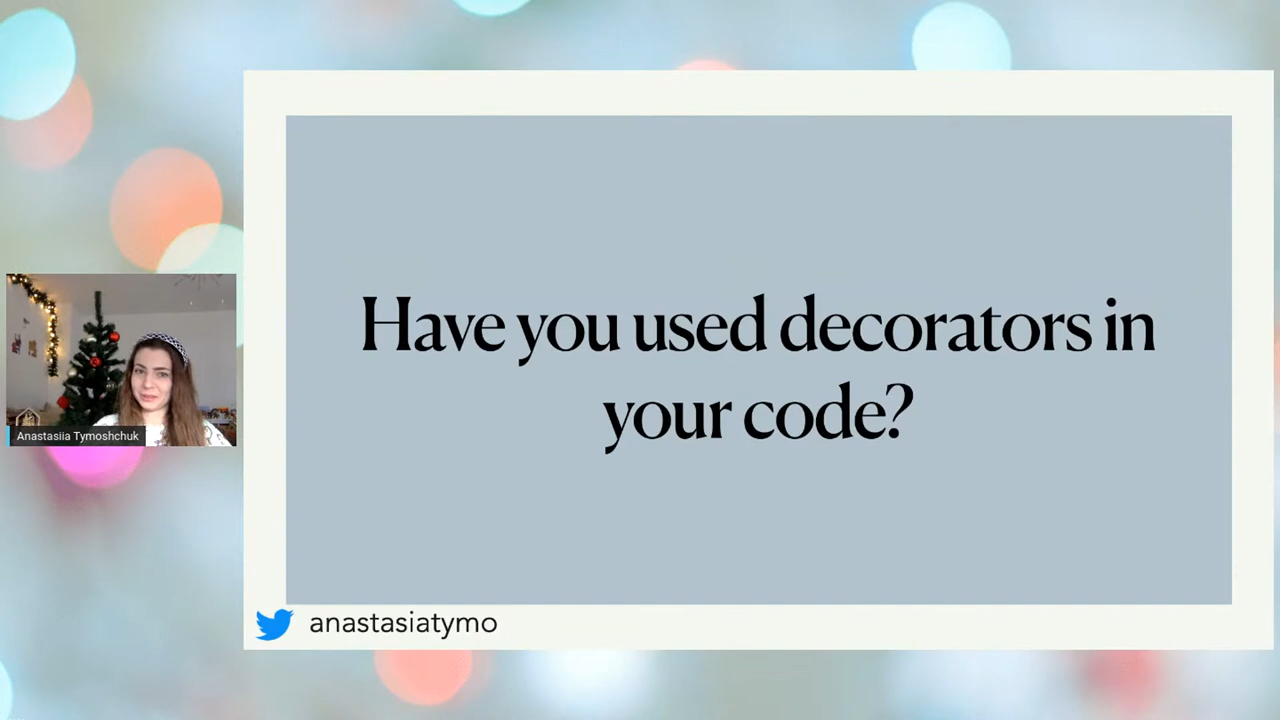 Have you used decorators in
your code?
Anastasiia Tymoshchuk
anastasiatymo